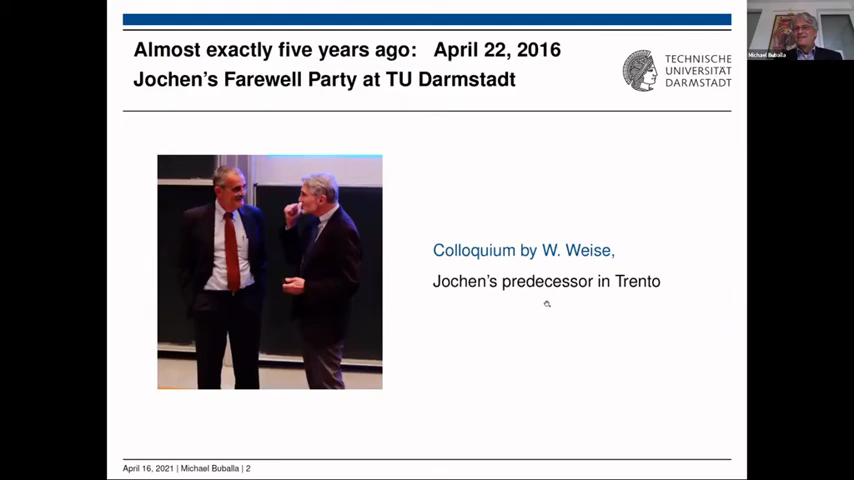 Almost exactly five years ago: April 22, 2016
Jochen's Farewell Party at TU Darmstadt
TECHNISCHE
UNIVERSITÄT
DARMSTADT
Michael Buballa
Colloquium by W. Weise,
Jochen's predecessor in Trento
April 16, 2021 | Michael Buballa | 2